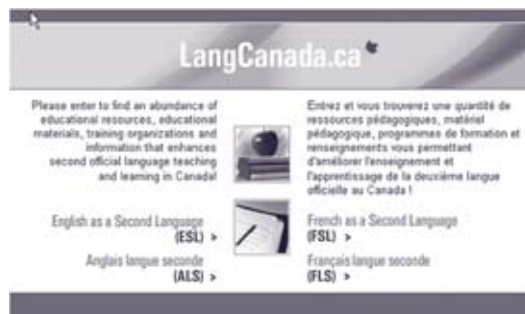 LangCanada.ca
Please enter to find an abundance of
educational resources, educational
materials, training organizations and
information that enhances
second official language teaching
and learning in Canada!
Entrez et vous trouverez une quantité de
ressources pédagogiques, matériel
pédagogique, programmes de formation et
renseignements vous permettant
d'améliorer l'enseignement et
l'apprentissage de la deuxième langue
officielle au Canada !
English as a Second Language
(ESL) >
Anglais langue seconde
(ALS) >
French as a Second Language
(FSL) >
Français langue seconde
(FLS) >